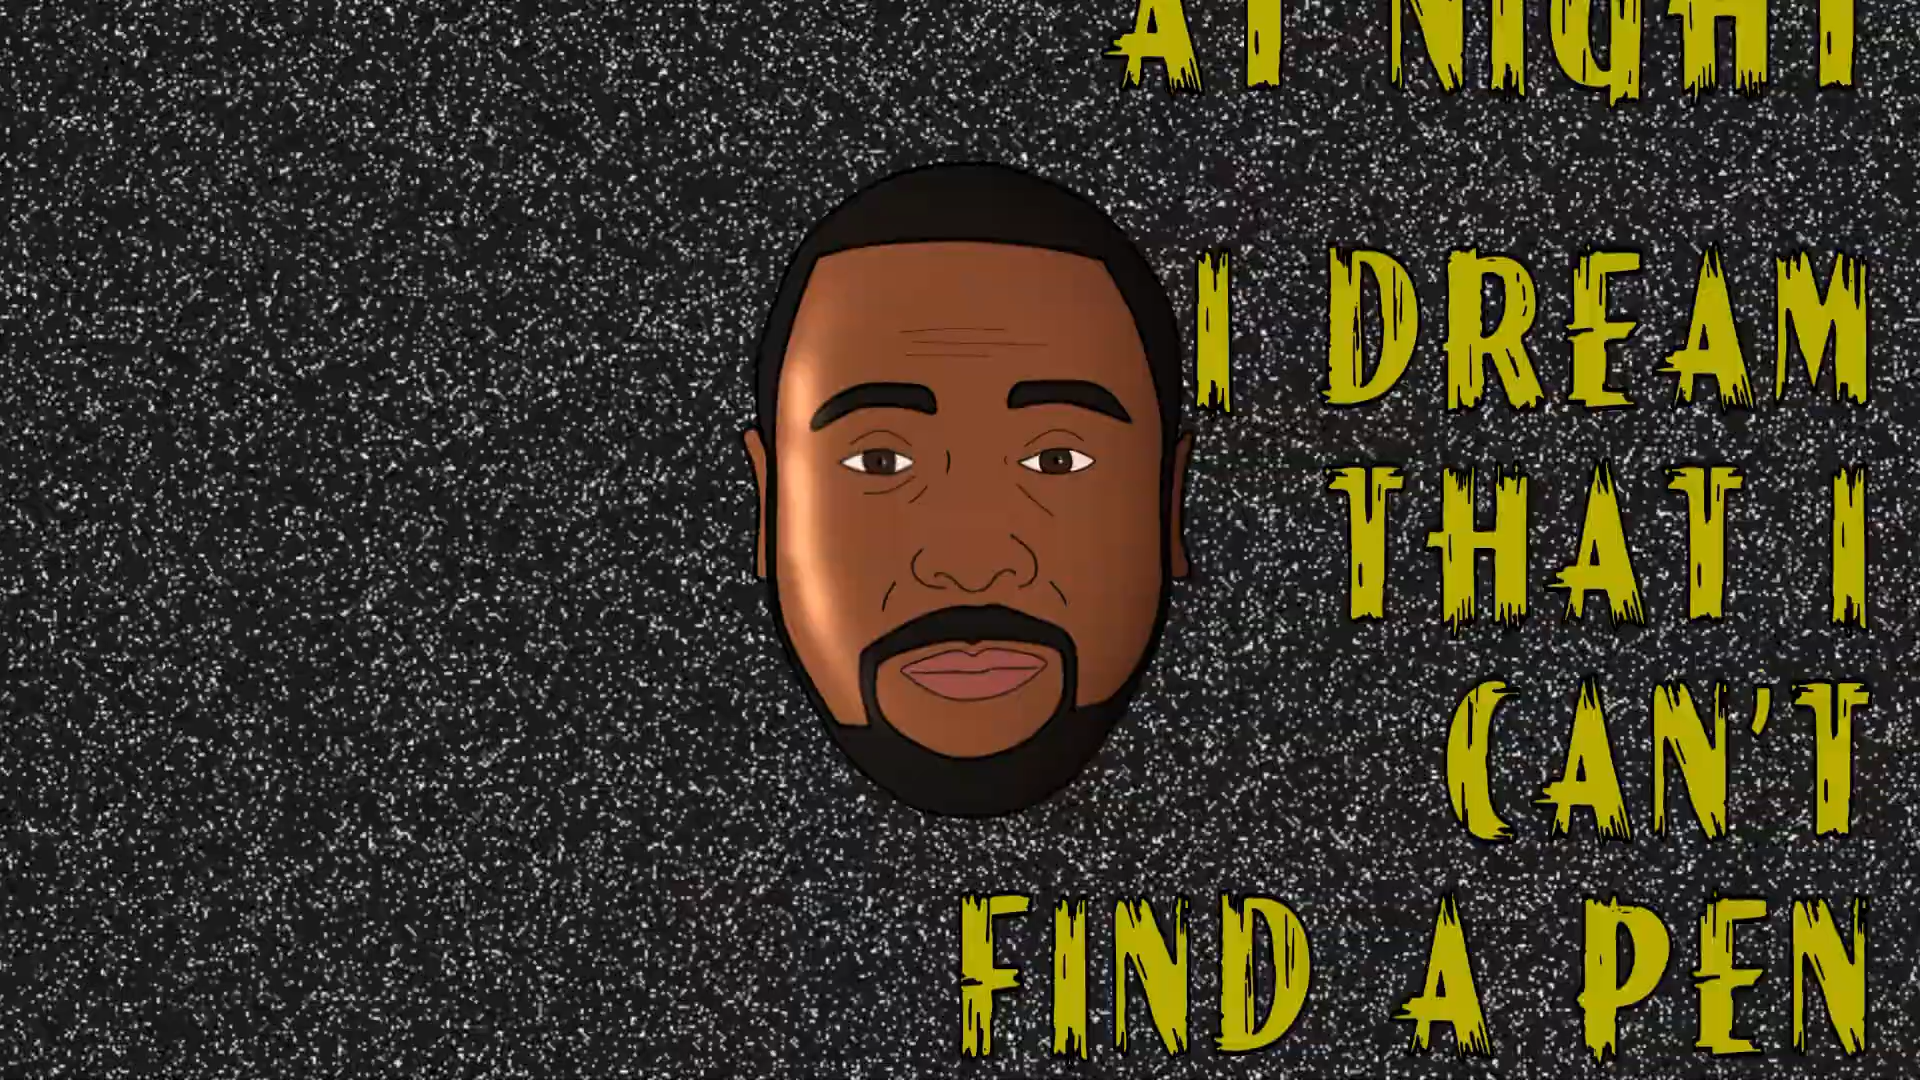 AT NIGHT
I DREAM
THAT I
CAN'T
FIND A PEN